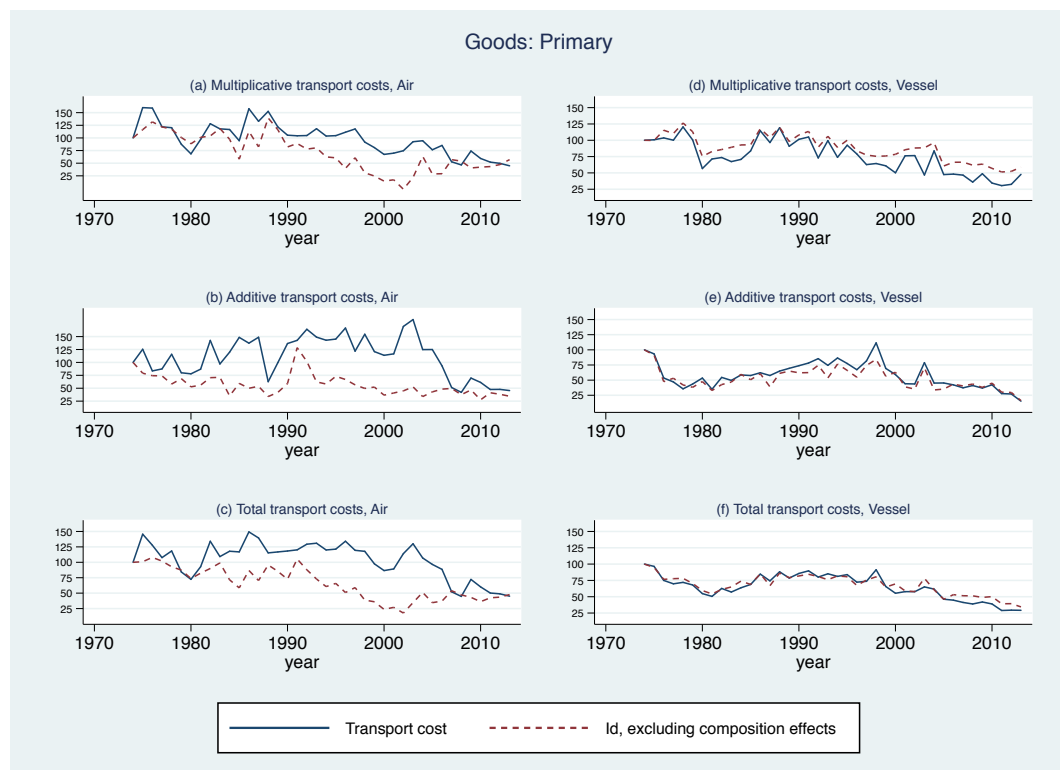 Goods: Primary
(a) Multiplicative transport costs, Air
150
125
100
75
50
25
1970 1980 1990 2000 2010
year
(d) Multiplicative transport costs, Vessel
150
125
100
75
50
25
1970 1980 1990 2000 2010
year
(b) Additive transport costs, Air
150
125
100
75
50
25
1970 1980 1990 2000 2010
year
(e) Additive transport costs, Vessel
150
125
100
75
50
25
1970 1980 1990 2000 2010
year
(c) Total transport costs, Air
150
125
100
75
50
25
1970 1980 1990 2000 2010
year
(f) Total transport costs, Vessel
150
125
100
75
50
25
1970 1980 1990 2000 2010
year
Transport cost Id, excluding composition effects